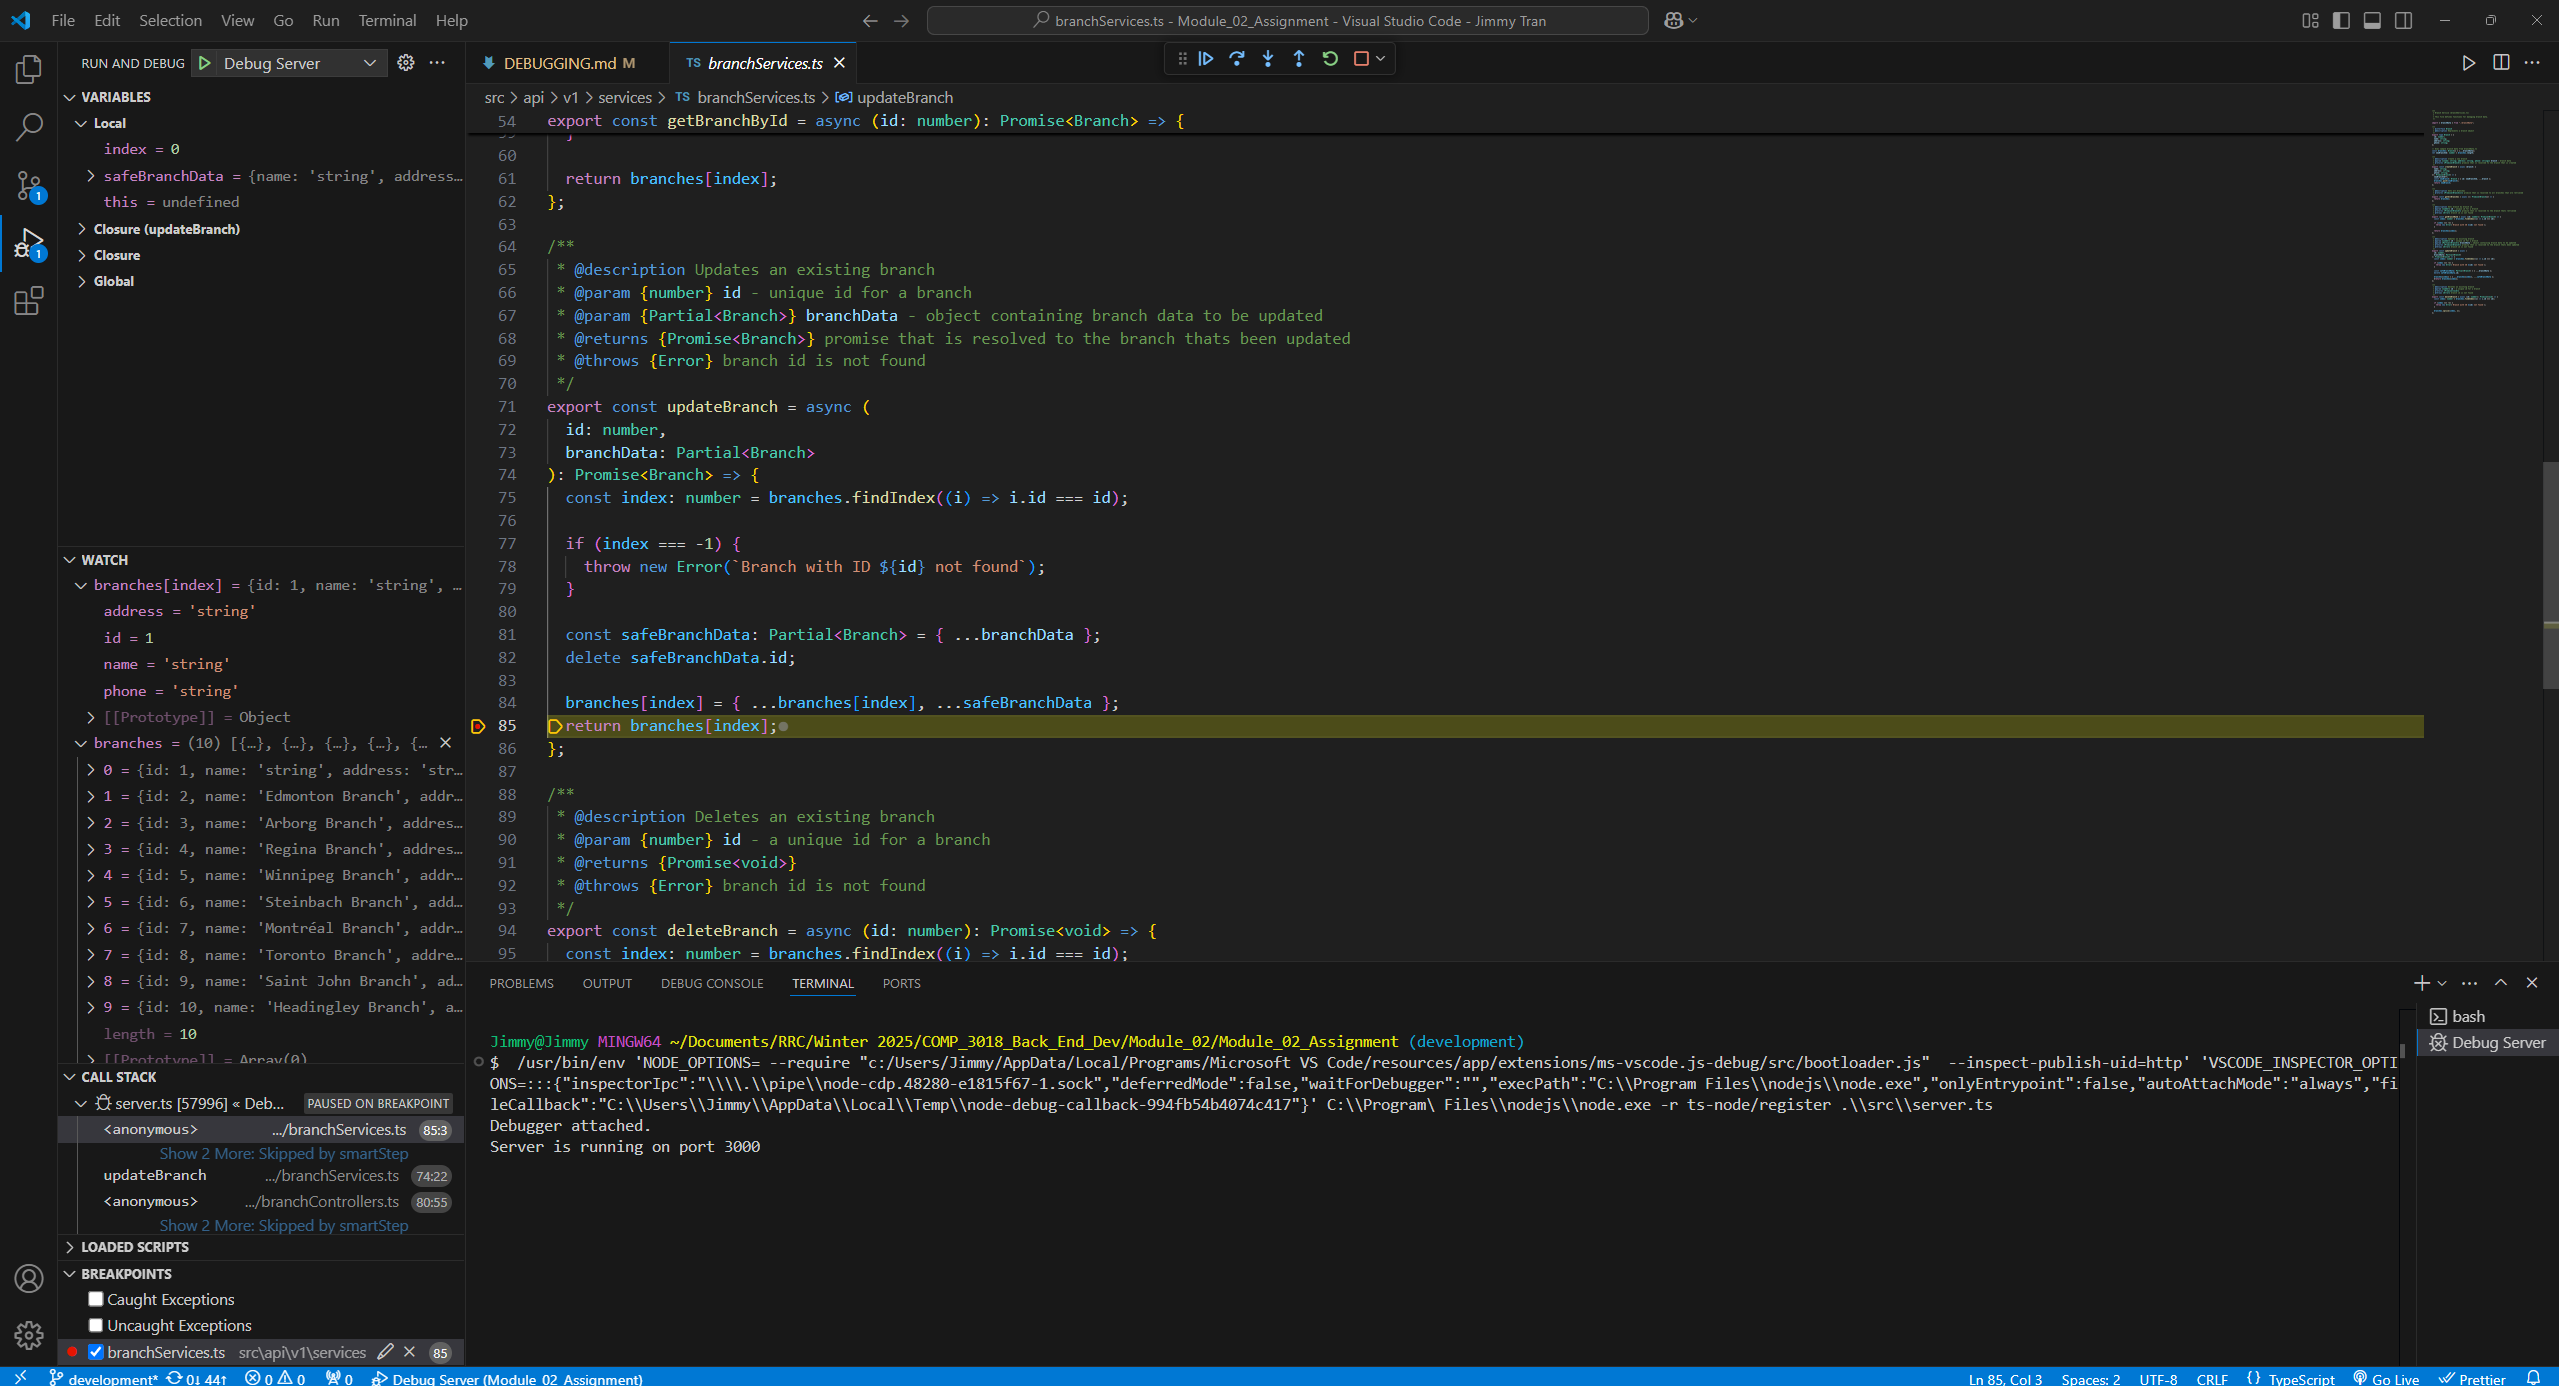 File Edit Selection View Go Run Terminal Help
branchServices.ts - Module_02_Assignment - Visual Studio Code - Jimmy Tran
RUN AND DEBUG Debug Server
VARIABLES
Local
index = 0
safeBranchData = {name: 'string', address…
this = undefined
Closure (updateBranch)
Closure
Global
WATCH
branches[index] = {id: 1, name: 'string', …
address = 'string'
id = 1
name = 'string'
phone = 'string'
[[Prototype]] = Object
branches = (10) [{…}, {…}, {…}, {…}, {…
0 = {id: 1, name: 'string', address: 'str…
1 = {id: 2, name: 'Edmonton Branch', addr…
2 = {id: 3, name: 'Arborg Branch', addres…
3 = {id: 4, name: 'Regina Branch', addres…
4 = {id: 5, name: 'Winnipeg Branch', addr…
5 = {id: 6, name: 'Steinbach Branch', add…
6 = {id: 7, name: 'Montréal Branch', addr…
7 = {id: 8, name: 'Toronto Branch', addre…
8 = {id: 9, name: 'Saint John Branch', ad…
9 = {id: 10, name: 'Headingley Branch', a…
length = 10
[[Prototype]] = Array(0)
CALL STACK
server.ts [57996] « Deb… PAUSED ON BREAKPOINT
<anonymous> .../branchServices.ts 85:3
Show 2 More: Skipped by smartStep
updateBranch .../branchServices.ts 74:22
<anonymous> .../branchControllers.ts 80:55
Show 2 More: Skipped by smartStep
LOADED SCRIPTS
BREAKPOINTS
Caught Exceptions
Uncaught Exceptions
branchServices.ts src\api\v1\services 85
DEBUGGING.md M
TS branchServices.ts
src > api > v1 > services > TS branchServices.ts > updateBranch
54 export const getBranchById = async (id: number): Promise<Branch> => {
60
61 return branches[index];
62 };
63
64 /**
65 * @description Updates an existing branch
66 * @param {number} id - unique id for a branch
67 * @param {Partial<Branch>} branchData - object containing branch data to be updated
68 * @returns {Promise<Branch>} promise that is resolved to the branch thats been updated
69 * @throws {Error} branch id is not found
70 */
71 export const updateBranch = async (
72 id: number,
73 branchData: Partial<Branch>
74 ): Promise<Branch> => {
75 const index: number = branches.findIndex((i) => i.id === id);
76
77 if (index === -1) {
78 throw new Error(`Branch with ID ${id} not found`);
79 }
80
81 const safeBranchData: Partial<Branch> = { ...branchData };
82 delete safeBranchData.id;
83
84 branches[index] = { ...branches[index], ...safeBranchData };
85 return branches[index];
86 };
87
88 /**
89 * @description Deletes an existing branch
90 * @param {number} id - a unique id for a branch
91 * @returns {Promise<void>}
92 * @throws {Error} branch id is not found
93 */
94 export const deleteBranch = async (id: number): Promise<void> => {
95 const index: number = branches.findIndex((i) => i.id === id);
PROBLEMS OUTPUT DEBUG CONSOLE TERMINAL PORTS
Jimmy@Jimmy MINGW64 ~/Documents/RRC/Winter 2025/COMP_3018_Back_End_Dev/Module_02/Module_02_Assignment (development)
$ /usr/bin/env 'NODE_OPTIONS= --require "c:/Users/Jimmy/AppData/Local/Programs/Microsoft VS Code/resources/app/extensions/ms-vscode.js-debug/src/bootloader.js" --inspect-publish-uid=http' 'VSCODE_INSPECTOR_OPTI
ONS=:::{"inspectorIpc":"\\\\.\\pipe\\node-cdp.48280-e1815f67-1.sock","deferredMode":false,"waitForDebugger":"","execPath":"C:\\Program Files\\nodejs\\node.exe","onlyEntrypoint":false,"autoAttachMode":"always","fi
leCallback":"C:\\Users\\Jimmy\\AppData\\Local\\Temp\\node-debug-callback-994fb54b4074c417"}' C:\\Program\ Files\\nodejs\\node.exe -r ts-node/register .\\src\\server.ts
Debugger attached.
Server is running on port 3000
bash
Debug Server
development* 0↓ 44↑ 0 0 0 Debug Server (Module_02_Assignment)
Ln 85, Col 3 Spaces: 2 UTF-8 CRLF {} TypeScript Go Live Prettier